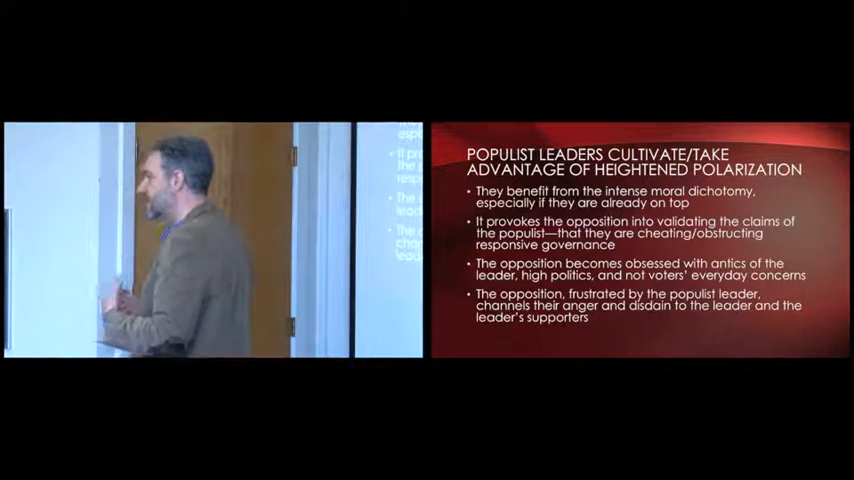 POPULIST LEADERS CULTIVATE/TAKE
ADVANTAGE OF HEIGHTENED POLARIZATION
• They benefit from the intense moral dichotomy,
especially if they are already on top
• It provokes the opposition into validating the claims of
the populist—that they are cheating/obstructing
responsive governance
• The opposition becomes obsessed with antics of the
leader, high politics, and not voters' everyday concerns
• The opposition, frustrated by the populist leader,
channels their anger and disdain to the leader and the
leader's supporters